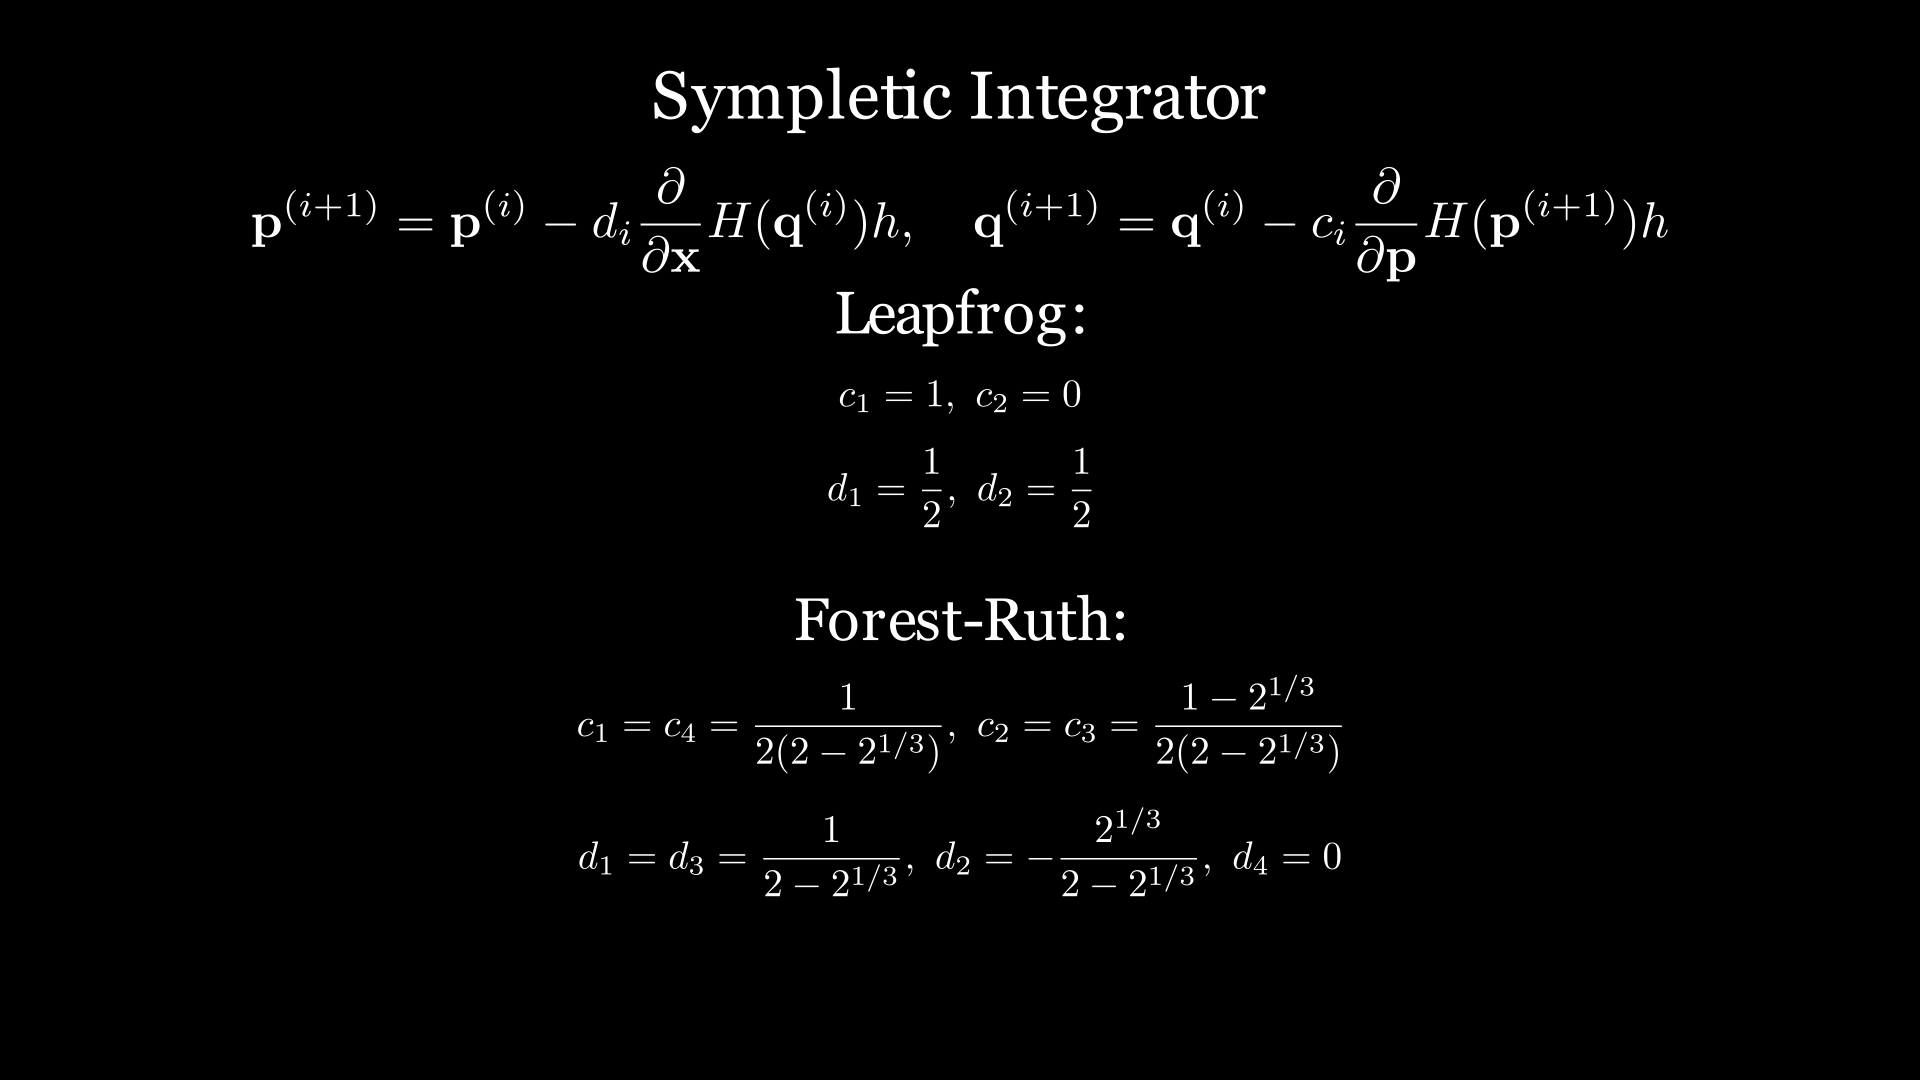 Sympletic Integrator
$\mathbf{p}^{(i+1)} = \mathbf{p}^{(i)} - d_i \frac{\partial}{\partial \mathbf{x}} H(\mathbf{q}^{(i)})h, \quad \mathbf{q}^{(i+1)} = \mathbf{q}^{(i)} - c_i \frac{\partial}{\partial \mathbf{p}} H(\mathbf{p}^{(i+1)})h$
Leapfrog:
$c_1 = 1, \ c_2 = 0$
$d_1 = \frac{1}{2}, \ d_2 = \frac{1}{2}$
Forest-Ruth:
$c_1 = c_4 = \frac{1}{2(2 - 2^{1/3})}, \ c_2 = c_3 = \frac{1 - 2^{1/3}}{2(2 - 2^{1/3})}$
$d_1 = d_3 = \frac{1}{2 - 2^{1/3}}, \ d_2 = -\frac{2^{1/3}}{2 - 2^{1/3}}, \ d_4 = 0$